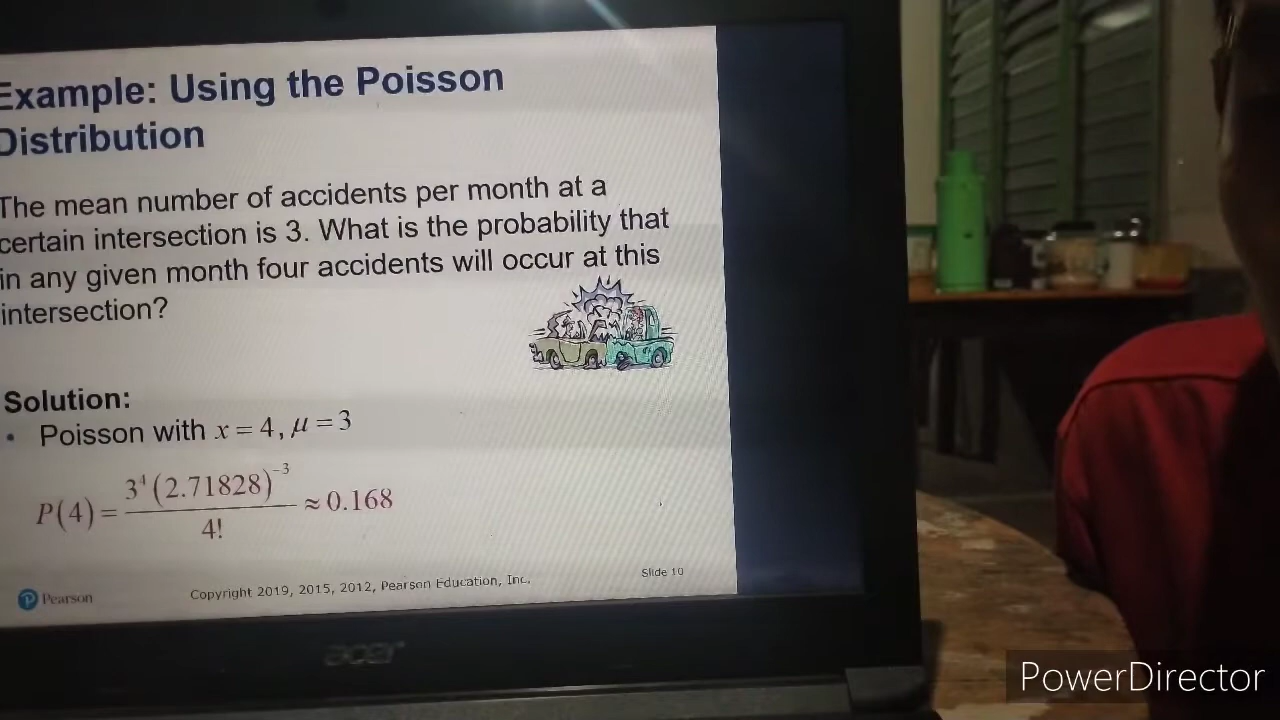 Example: Using the Poisson
Distribution
The mean number of accidents per month at a
certain intersection is 3. What is the probability that
in any given month four accidents will occur at this
intersection?
Solution:
• Poisson with x = 4, μ = 3
P(4) = 3⁴(2.71828)⁻³ / 4! ≈ 0.168
Pearson
Copyright 2019, 2015, 2012, Pearson Education, Inc.
Slide 10
acer
PowerDirector